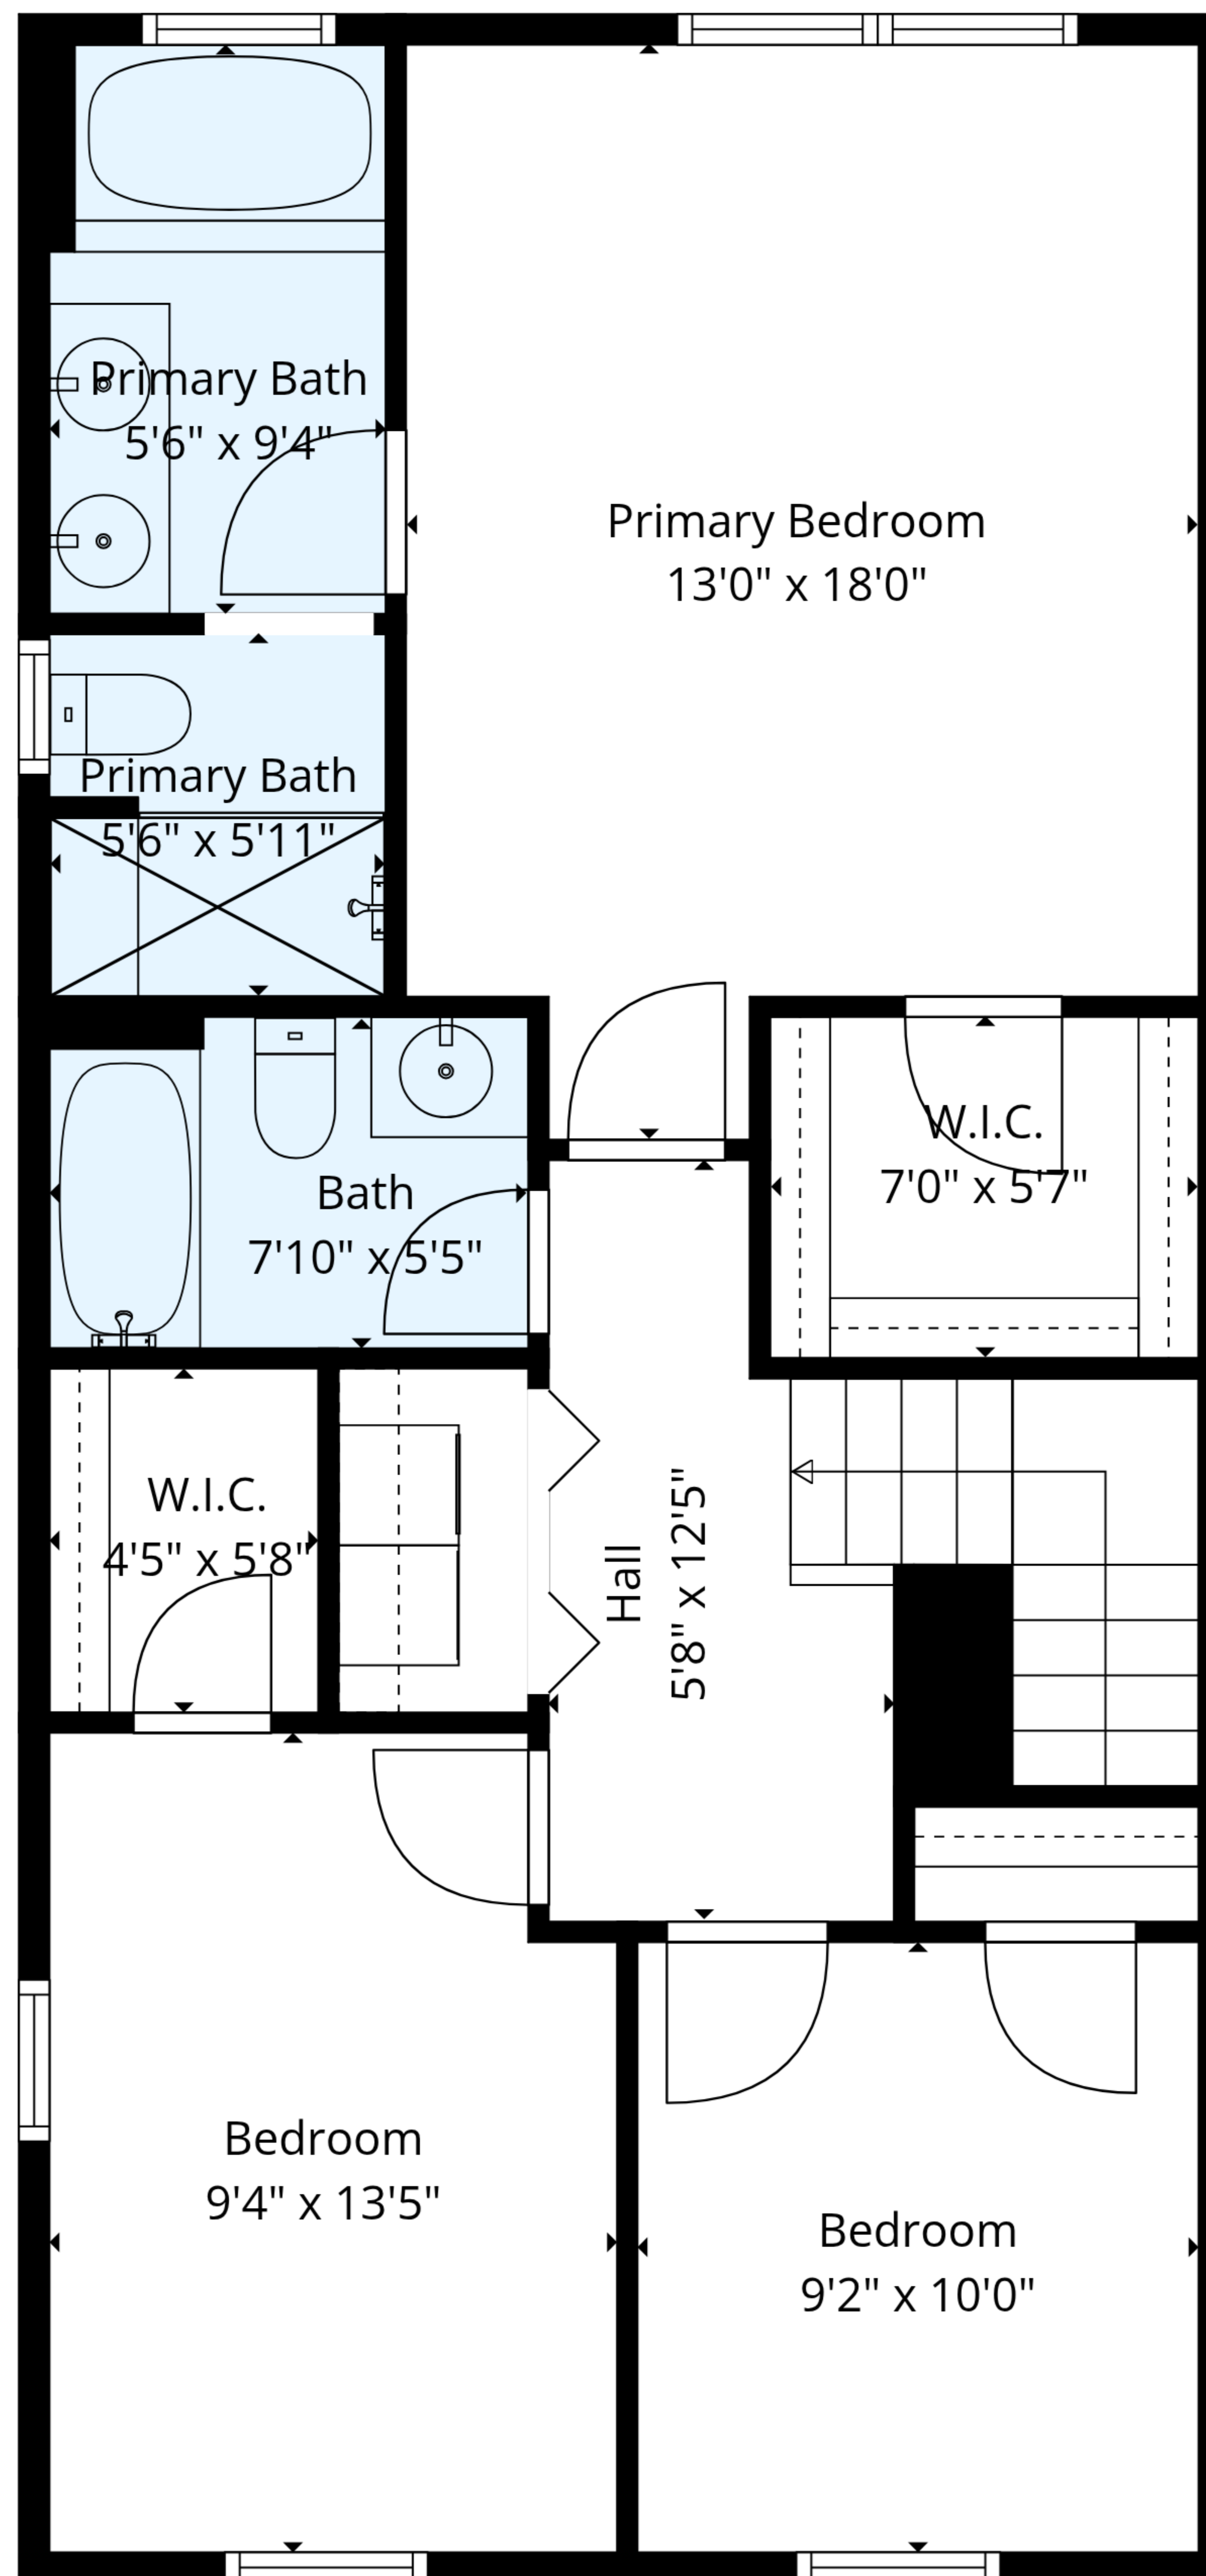 Primary Bath
5'6" x 9'4"
Primary Bedroom
13'0" x 18'0"
Primary Bath
5'6" x 5'11"
W.I.C.
7'0" x 5'7"
Bath
7'10" x 5'5"
W.I.C.
4'5" x 5'8"
Hall
5'8" x 12'5"
Bedroom
9'4" x 13'5"
Bedroom
9'2" x 10'0"